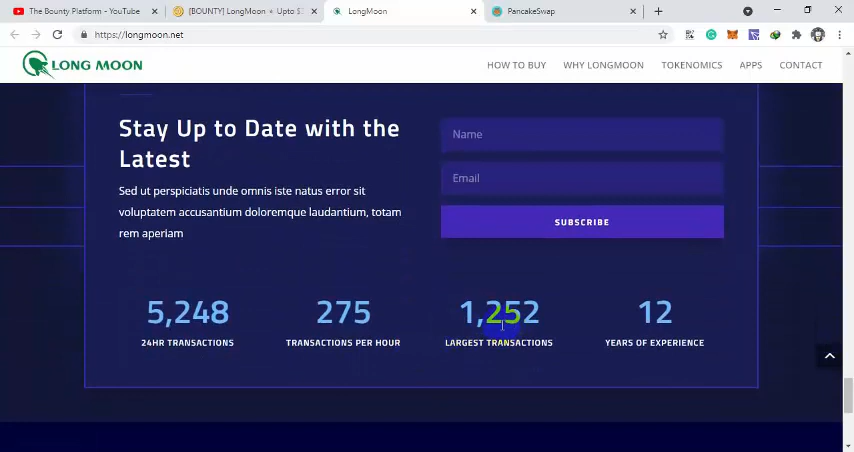 The Bounty Platform - YouTube
[BOUNTY] LongMoon ★ Upto $
LongMoon
PancakeSwap
https://longmoon.net
LONG MOON
HOW TO BUY
WHY LONGMOON
TOKENOMICS
APPS
CONTACT
Stay Up to Date with the
Latest
Sed ut perspiciatis unde omnis iste natus error sit
voluptatem accusantium doloremque laudantium, totam
rem aperiam
Name
Email
SUBSCRIBE
5,248
275
1,252
12
24HR TRANSACTIONS
TRANSACTIONS PER HOUR
LARGEST TRANSACTIONS
YEARS OF EXPERIENCE